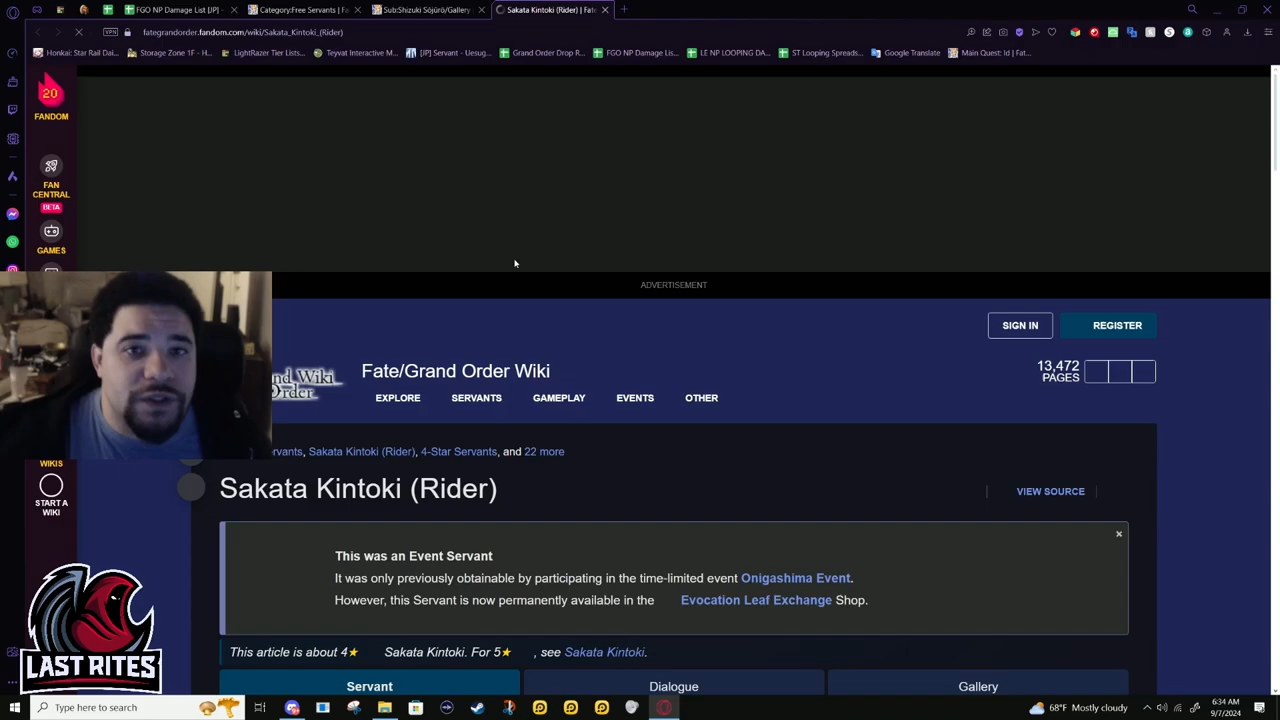 FGO NP Damage List [JP] -
Category:Free Servants | Fa
Sub:Shizuki Sōjūrō/Gallery
Sakata Kintoki (Rider) | Fate
VPN
fategrandorder.fandom.com/wiki/Sakata_Kintoki_(Rider)
Honkai: Star Rail Dai...
Storage Zone 1F - H...
LightRazer Tier Lists...
Teyvat Interactive M...
[JP] Servant - Uesug...
Grand Order Drop R...
FGO NP Damage Lis...
LE NP LOOPING DA...
ST Looping Spreads...
Google Translate
Main Quest: Id | Fat...
20
FANDOM
FAN
CENTRAL
BETA
GAMES
ADVERTISEMENT
SIGN IN
REGISTER
Fate/Grand Order Wiki
13,472
PAGES
nd Wiki
Order
EXPLORE
SERVANTS
GAMEPLAY
EVENTS
OTHER
WIKIS
START A
WIKI
ervants, Sakata Kintoki (Rider), 4-Star Servants, and 22 more
Sakata Kintoki (Rider)
VIEW SOURCE
This was an Event Servant
It was only previously obtainable by participating in the time-limited event Onigashima Event.
However, this Servant is now permanently available in the Evocation Leaf Exchange Shop.
This article is about 4★ Sakata Kintoki. For 5★ , see Sakata Kintoki.
Servant
Dialogue
Gallery
LAST RITES
Type here to search
68°F Mostly cloudy
6:34 AM
9/7/2024